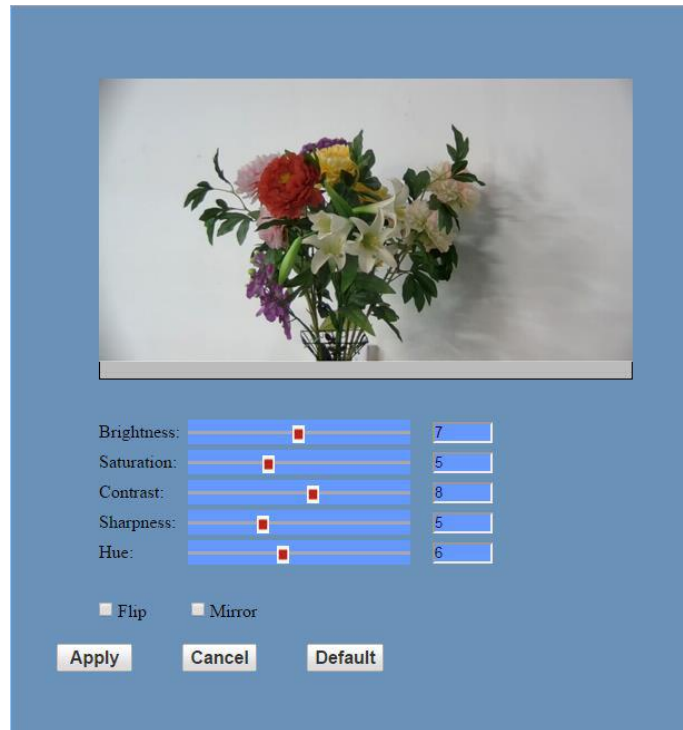 Brightness: 7
Saturation: 5
Contrast: 8
Sharpness: 5
Hue: 6
Flip Mirror
Apply Cancel Default